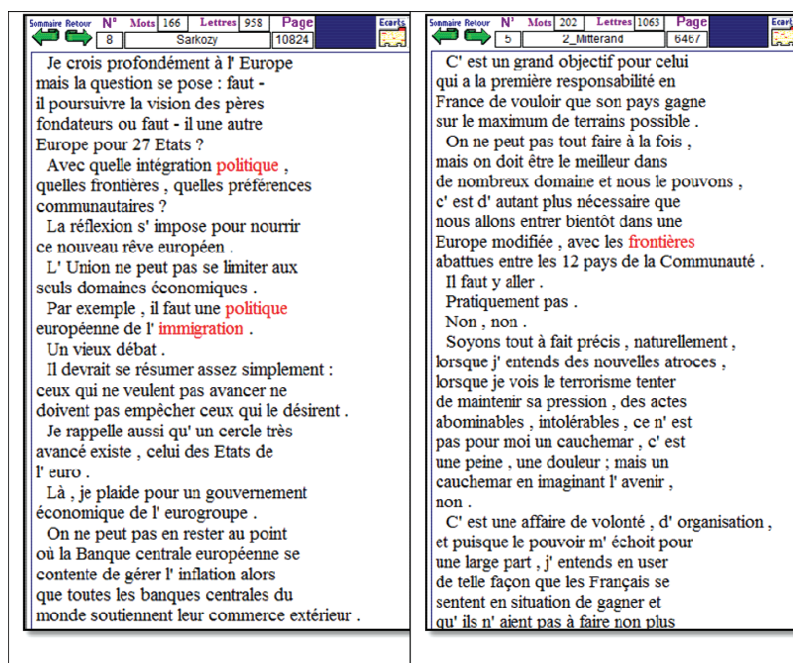 Sommaire Retour N° Mots 166 Lettres 958 Page Ecarts
8 Sarkozy 10824
Je crois profondément à l' Europe
mais la question se pose : faut -
il poursuivre la vision des pères
fondateurs ou faut - il une autre
Europe pour 27 Etats ?
Avec quelle intégration politique ,
quelles frontières , quelles préférences
communautaires ?
La réflexion s' impose pour nourrir
ce nouveau rêve européen .
L' Union ne peut pas se limiter aux
seuls domaines économiques .
Par exemple , il faut une politique
européenne de l' immigration .
Un vieux débat .
Il devrait se résumer assez simplement :
ceux qui ne veulent pas avancer ne
doivent pas empêcher ceux qui le désirent .
Je rappelle aussi qu' un cercle très
avancé existe , celui des Etats de
l' euro .
Là , je plaide pour un gouvernement
économique de l' eurogroupe .
On ne peut pas en rester au point
où la Banque centrale européenne se
contente de gérer l' inflation alors
que toutes les banques centrales du
monde soutiennent leur commerce extérieur .
Sommaire Retour N° Mots 202 Lettres 1063 Page Ecart
5 2_Mitterand 6467
C' est un grand objectif pour celui
qui a la première responsabilité en
France de vouloir que son pays gagne
sur le maximum de terrains possible .
On ne peut pas tout faire à la fois ,
mais on doit être le meilleur dans
de nombreux domaine et nous le pouvons ,
c' est d' autant plus nécessaire que
nous allons entrer bientôt dans une
Europe modifiée , avec les frontières
abattues entre les 12 pays de la Communauté .
Il faut y aller .
Pratiquement pas .
Non , non .
Soyons tout à fait précis , naturellement ,
lorsque j' entends des nouvelles atroces ,
lorsque je vois le terrorisme tenter
de maintenir sa pression , des actes
abominables , intolérables , ce n' est
pas pour moi un cauchemar , c' est
une peine , une douleur ; mais un
cauchemar en imaginant l' avenir ,
non .
C' est une affaire de volonté , d' organisation ,
et puisque le pouvoir m' échoit pour
une large part , j' entends en user
de telle façon que les Français se
sentent en situation de gagner et
qu' ils n' aient pas à faire non plus